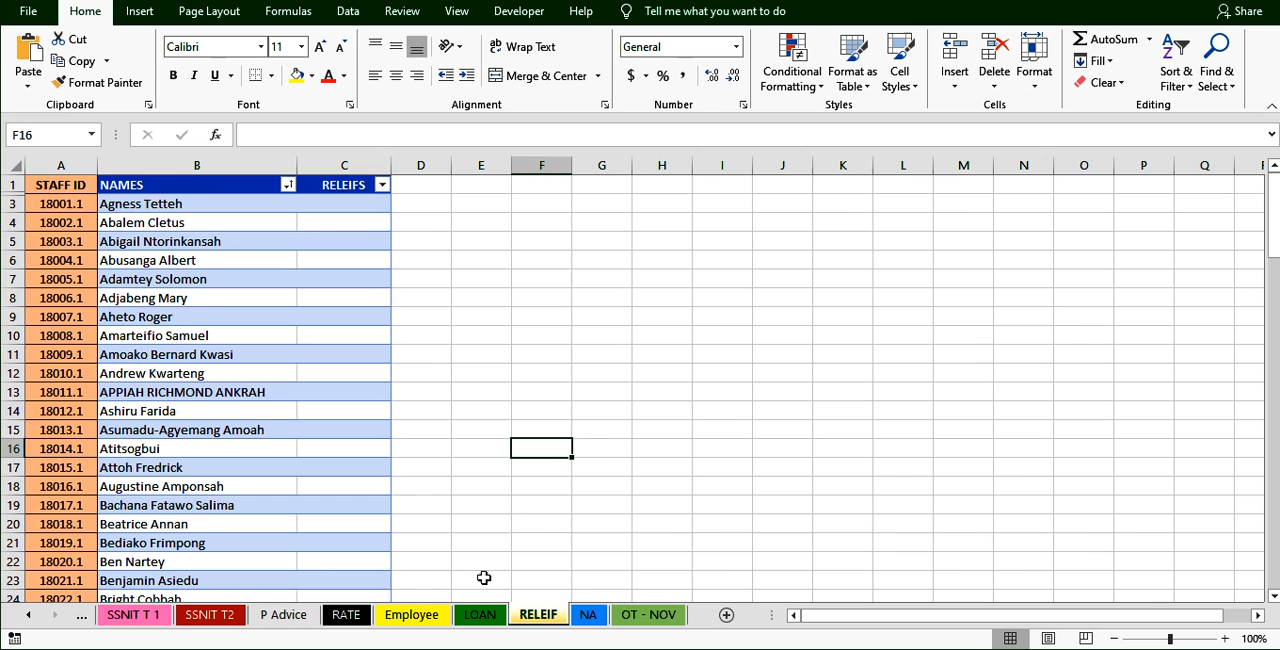 File Home Insert Page Layout Formulas Data Review View Developer Help Tell me what you want to do Share
Paste Cut Copy Format Painter Clipboard
Calibri 11 A A B I U A Font
ab Wrap Text Merge & Center Alignment
General $ % , .00 .0 Number
Conditional Formatting Format as Table Cell Styles Styles
Insert Delete Format Cells
Σ AutoSum Fill Clear Sort & Filter Find & Select Editing
F16 fx
A B C D E F G H I J K L M N O P Q
1 STAFF ID NAMES RELEIFS
3 18001.1 Agness Tetteh
4 18002.1 Abalem Cletus
5 18003.1 Abigail Ntorinkansah
6 18004.1 Abusanga Albert
7 18005.1 Adamtey Solomon
8 18006.1 Adjabeng Mary
9 18007.1 Aheto Roger
10 18008.1 Amarteifio Samuel
11 18009.1 Amoako Bernard Kwasi
12 18010.1 Andrew Kwarteng
13 18011.1 APPIAH RICHMOND ANKRAH
14 18012.1 Ashiru Farida
15 18013.1 Asumadu-Agyemang Amoah
16 18014.1 Atitsogbui
17 18015.1 Attoh Fredrick
18 18016.1 Augustine Amponsah
19 18017.1 Bachana Fatawo Salima
20 18018.1 Beatrice Annan
21 18019.1 Bediako Frimpong
22 18020.1 Ben Nartey
23 18021.1 Benjamin Asiedu
24 18022.1 Bright Cobbah
... SSNIT T 1 SSNIT T2 P Advice RATE Employee LOAN RELEIF NA OT - NOV
100%